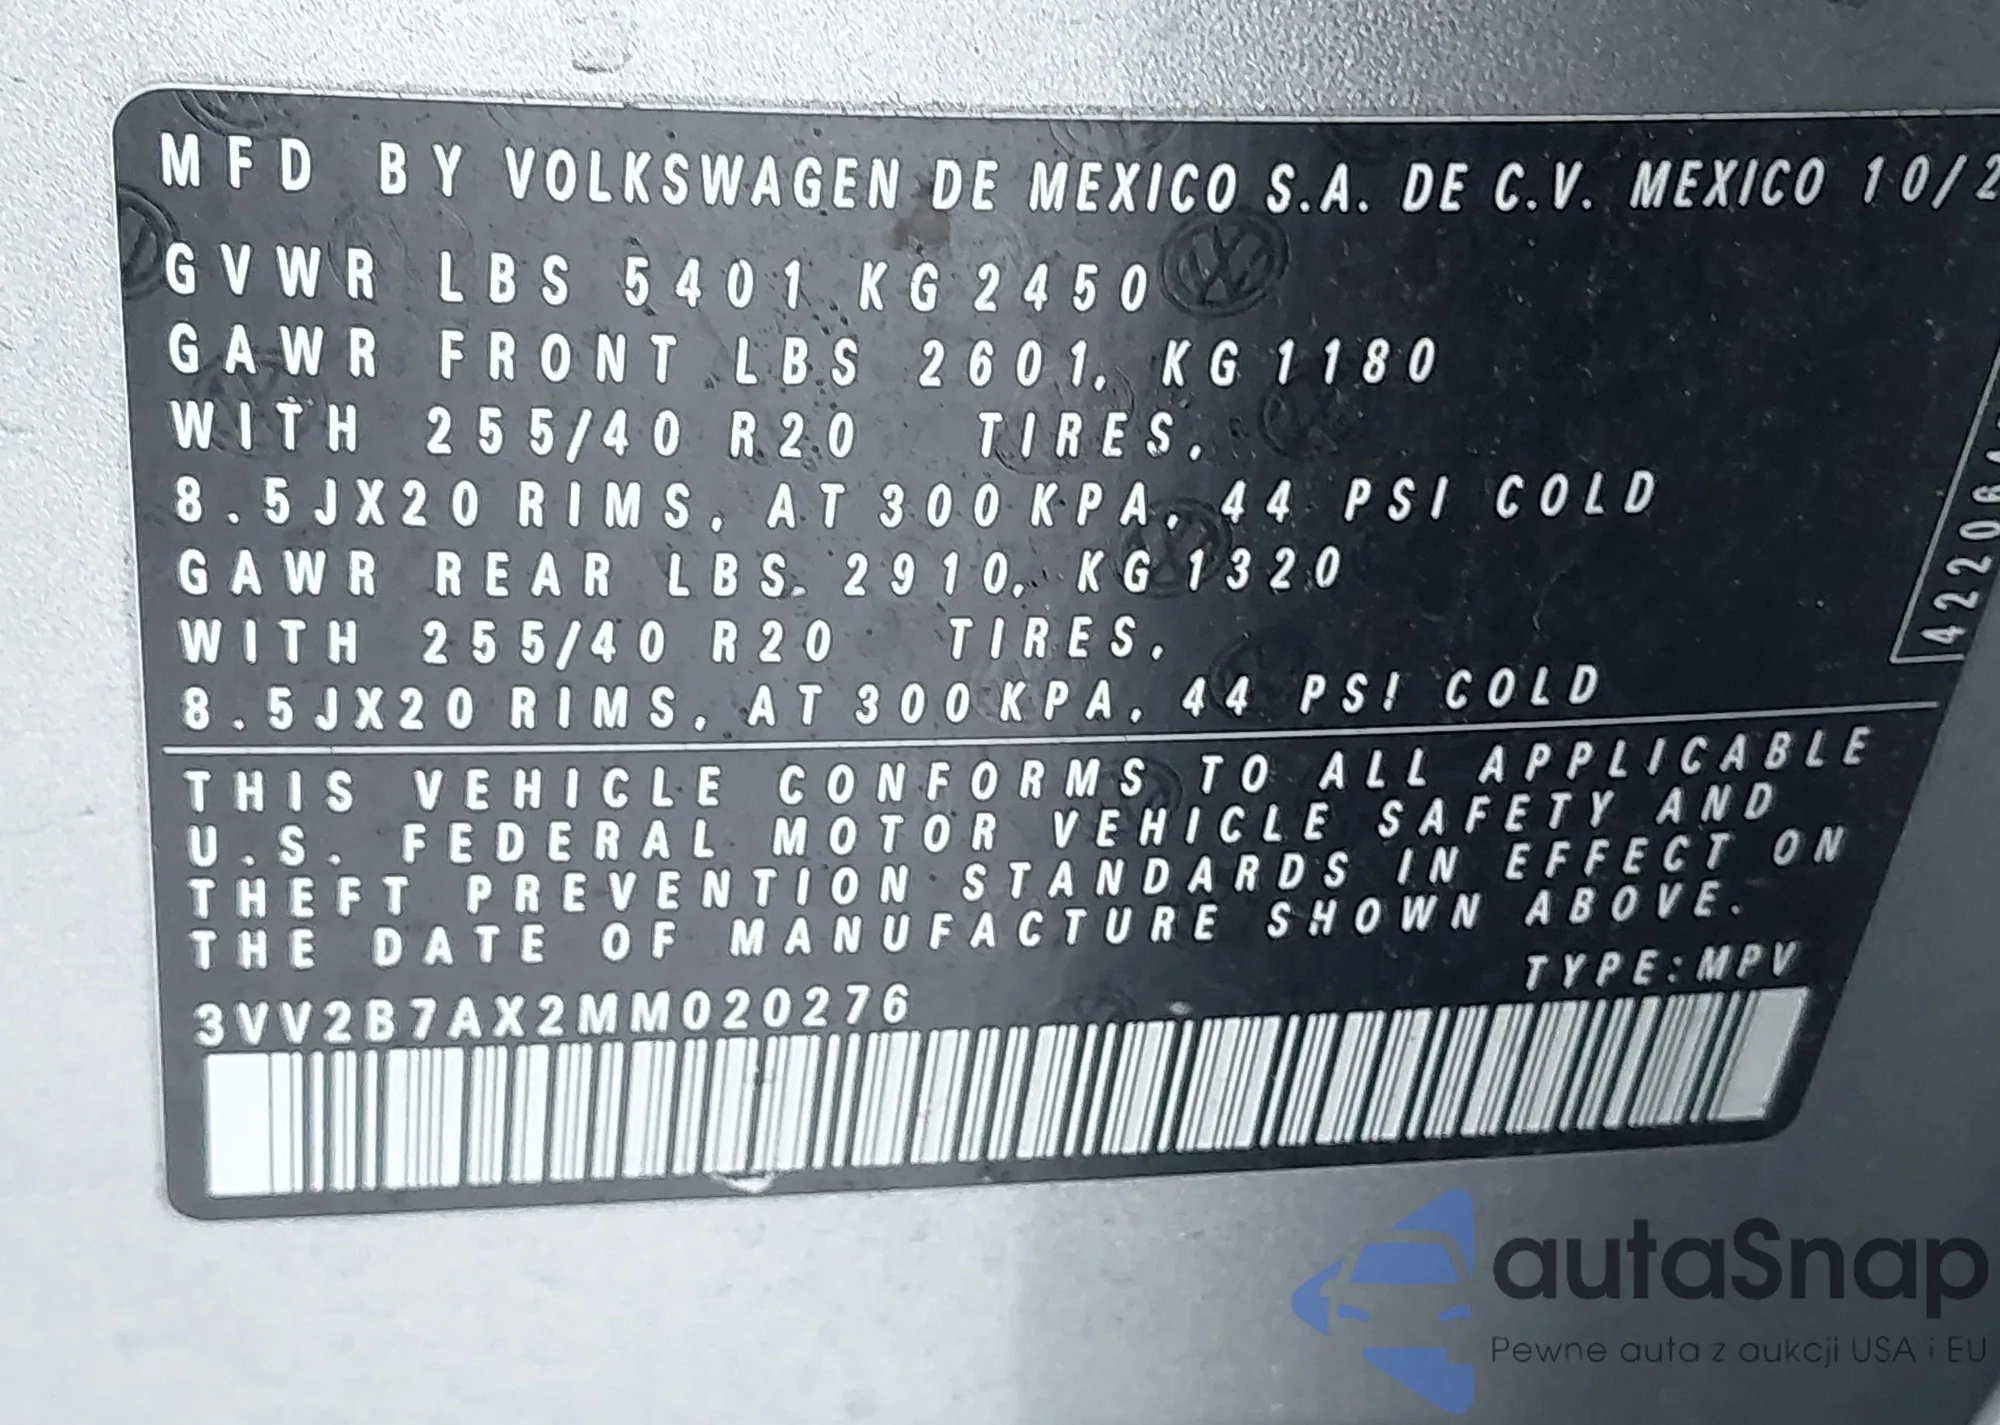 MFD BY VOLKSWAGEN DE MEXICO S.A. DE C.V. MEXICO 10/2
GVWR LBS 5401 KG 2450
GAWR FRONT LBS 2601, KG 1180
WITH 255/40 R20 TIRES,
8.5JX20 RIMS, AT 300 KPA, 44 PSI COLD
GAWR REAR LBS. 2910, KG 1320
WITH 255/40 R20 TIRES,
8.5JX20 RIMS, AT 300 KPA, 44 PSI COLD
THIS VEHICLE CONFORMS TO ALL APPLICABLE
U.S. FEDERAL MOTOR VEHICLE SAFETY AND
THEFT PREVENTION STANDARDS IN EFFECT ON
THE DATE OF MANUFACTURE SHOWN ABOVE.
TYPE: MPV
3VV2B7AX2MM020276
autaSnap
Pewne auta z aukcji USA i EU